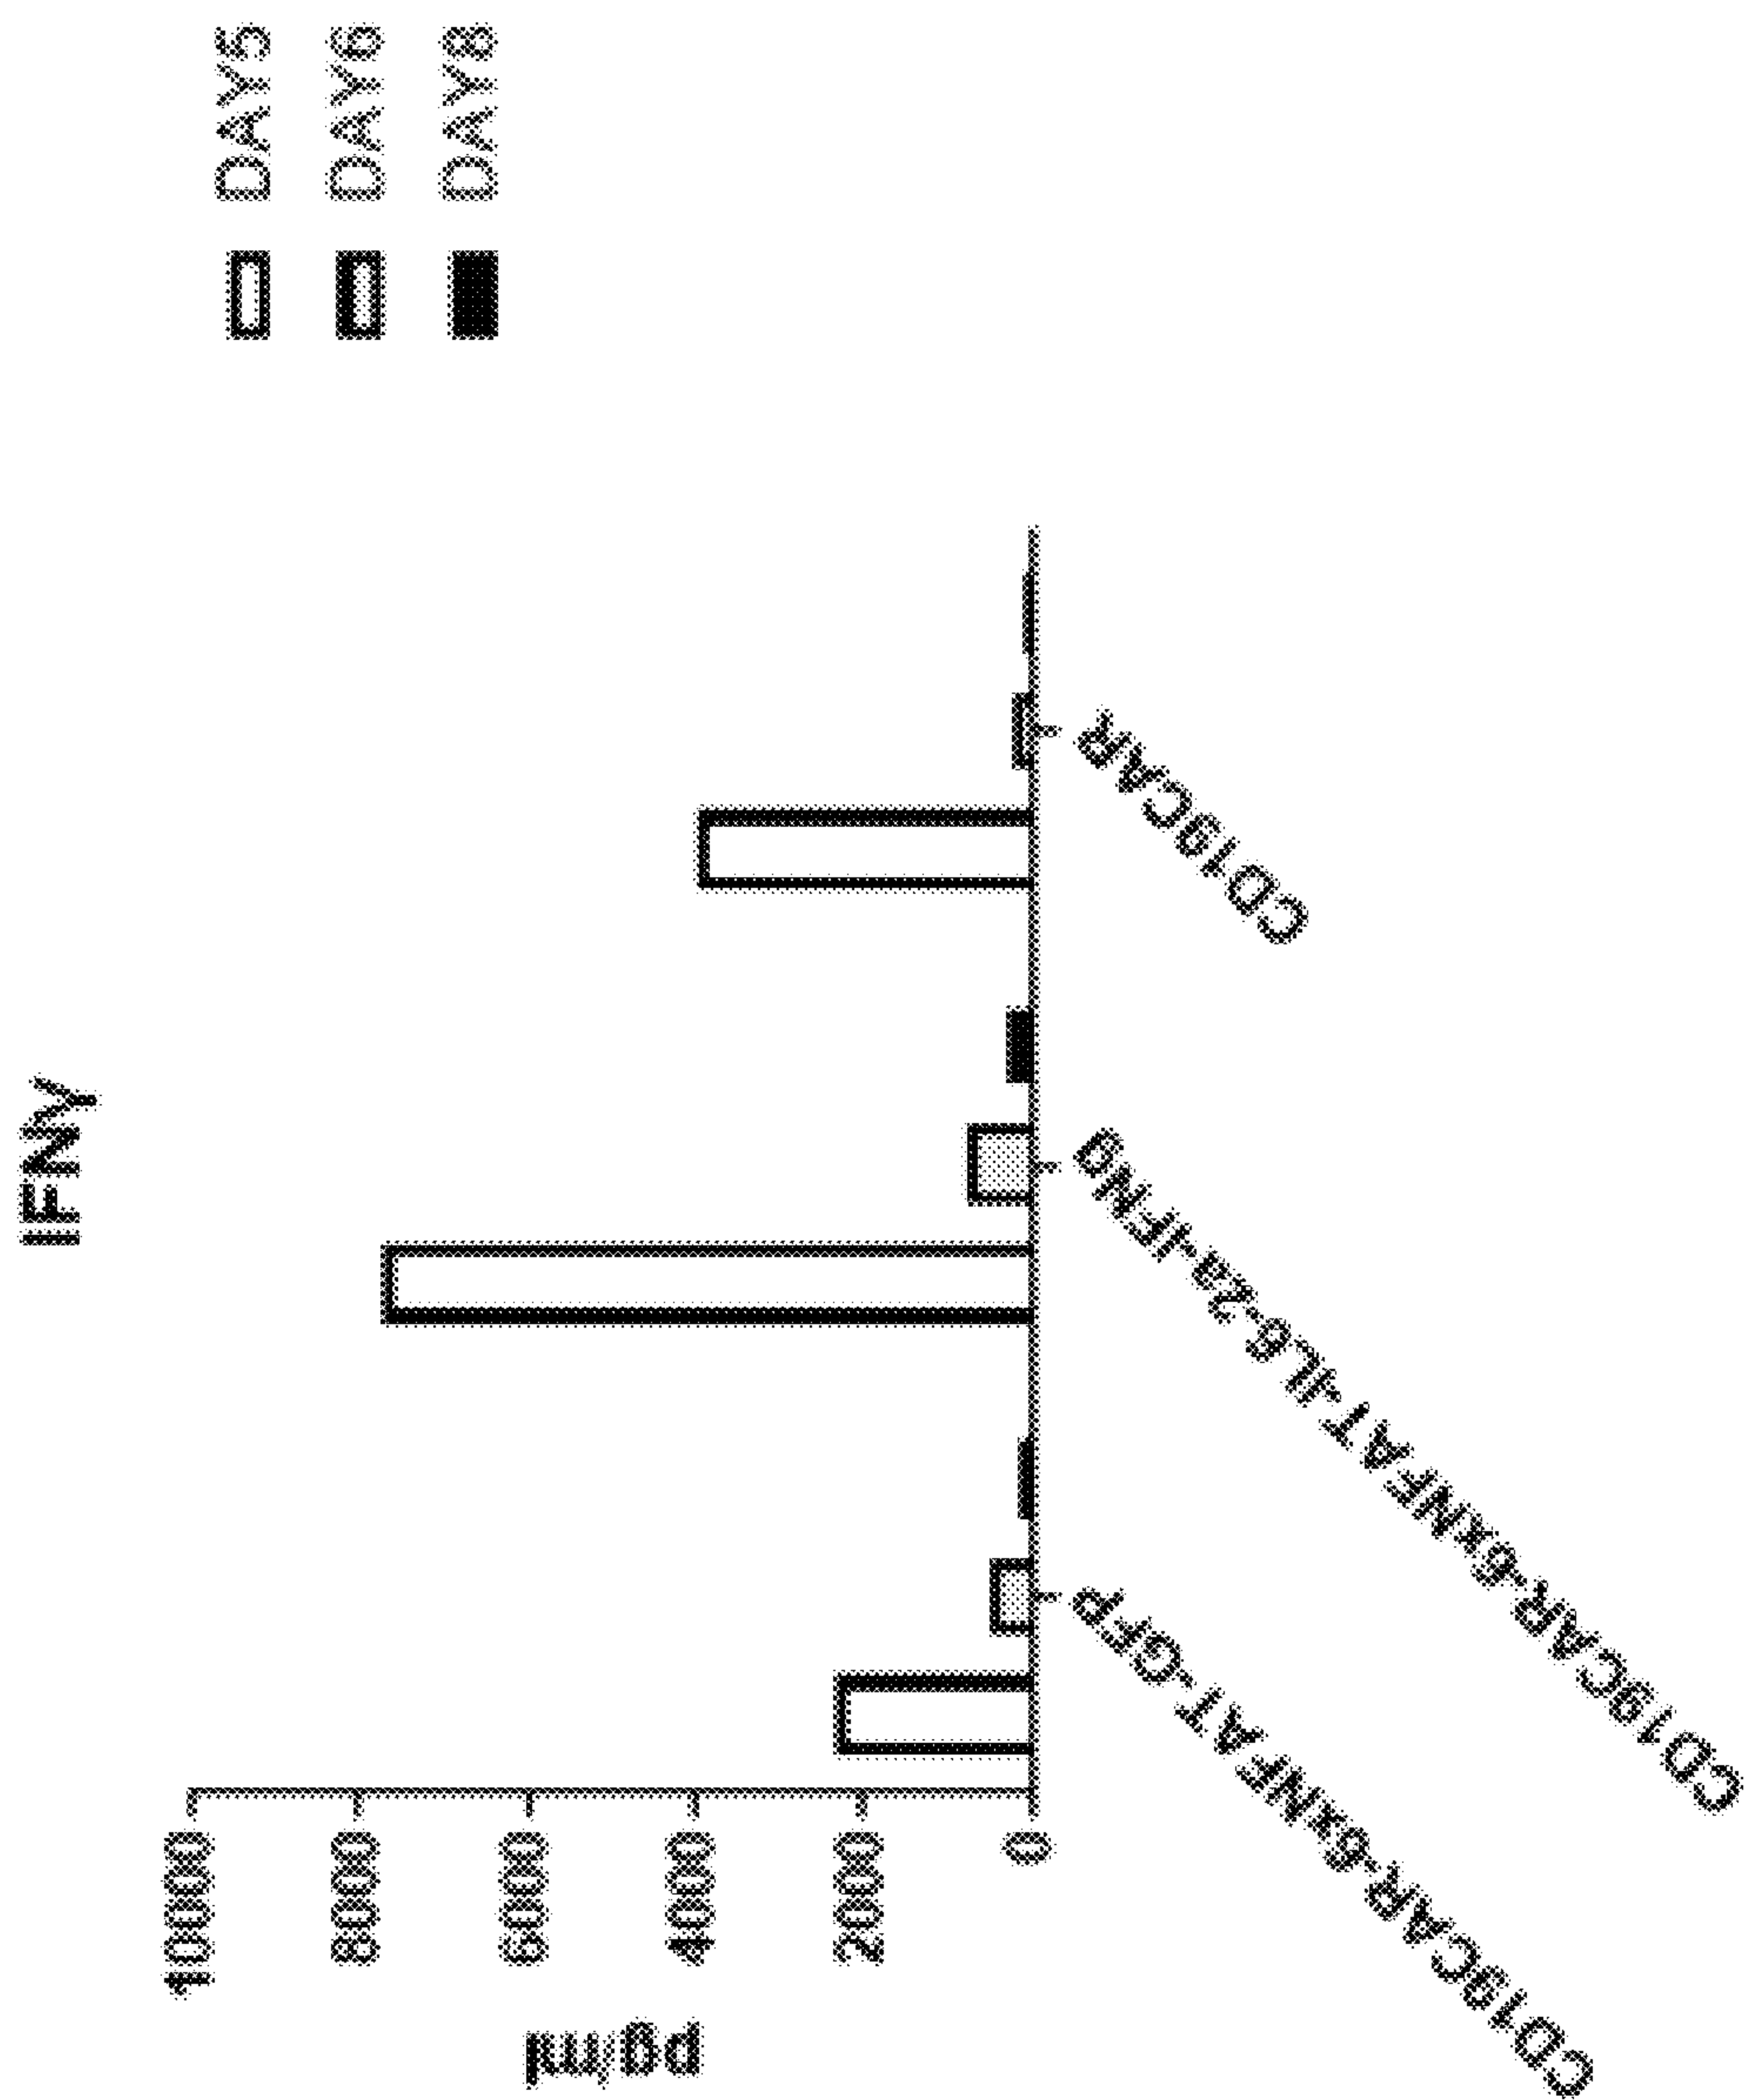 IFNγ
DAY5
DAY6
DAY8
pg/ml
10000
8000
6000
4000
2000
0
CD19CAR-6xNFAT-GFP
CD19CAR-6xNFAT-IL6-2a-IFNG
CD19CAR